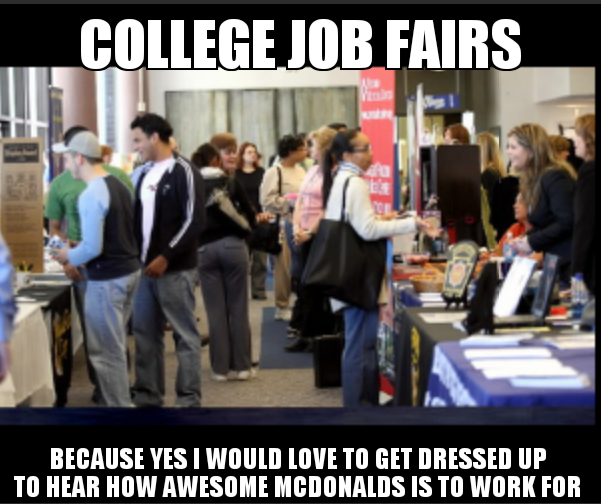 COLLEGE JOB FAIRS
BECAUSE YES I WOULD LOVE TO GET DRESSED UP
TO HEAR HOW AWESOME MCDONALDS IS TO WORK FOR